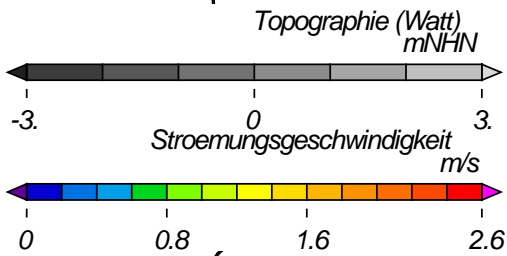 Topographie (Watt)
mNHN
-3. 0 3.
Stroemungsgeschwindigkeit
m/s
0 0.8 1.6 2.6